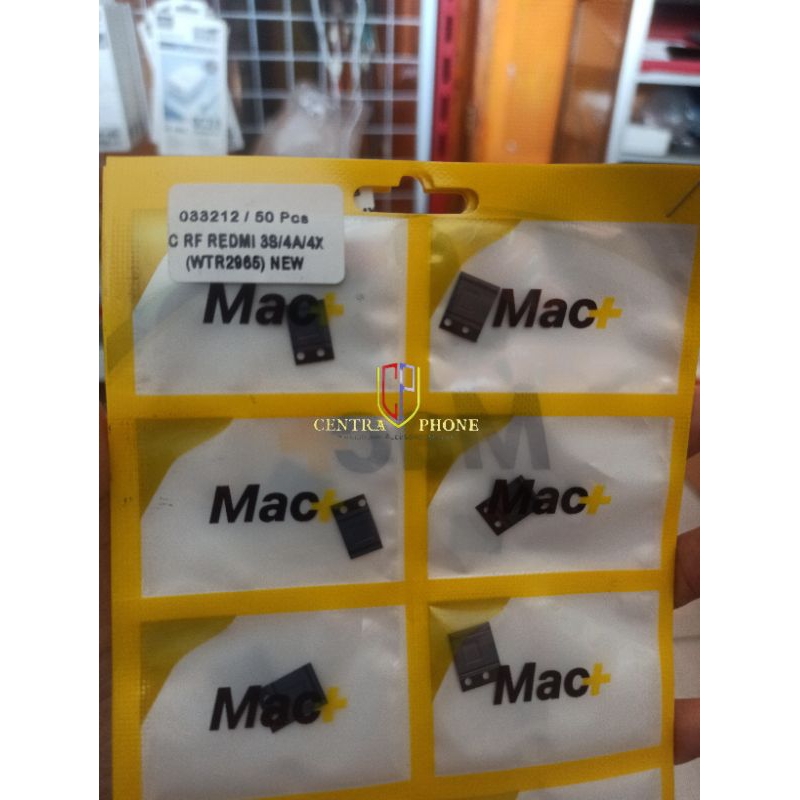 033212 / 50 Pcs
C RF REDMI 3S/4A/4X
(WTR2965) NEW
Mac+
Mac+
CENTRA PHONE
Mac+
Mac+
Mac+
Mac+